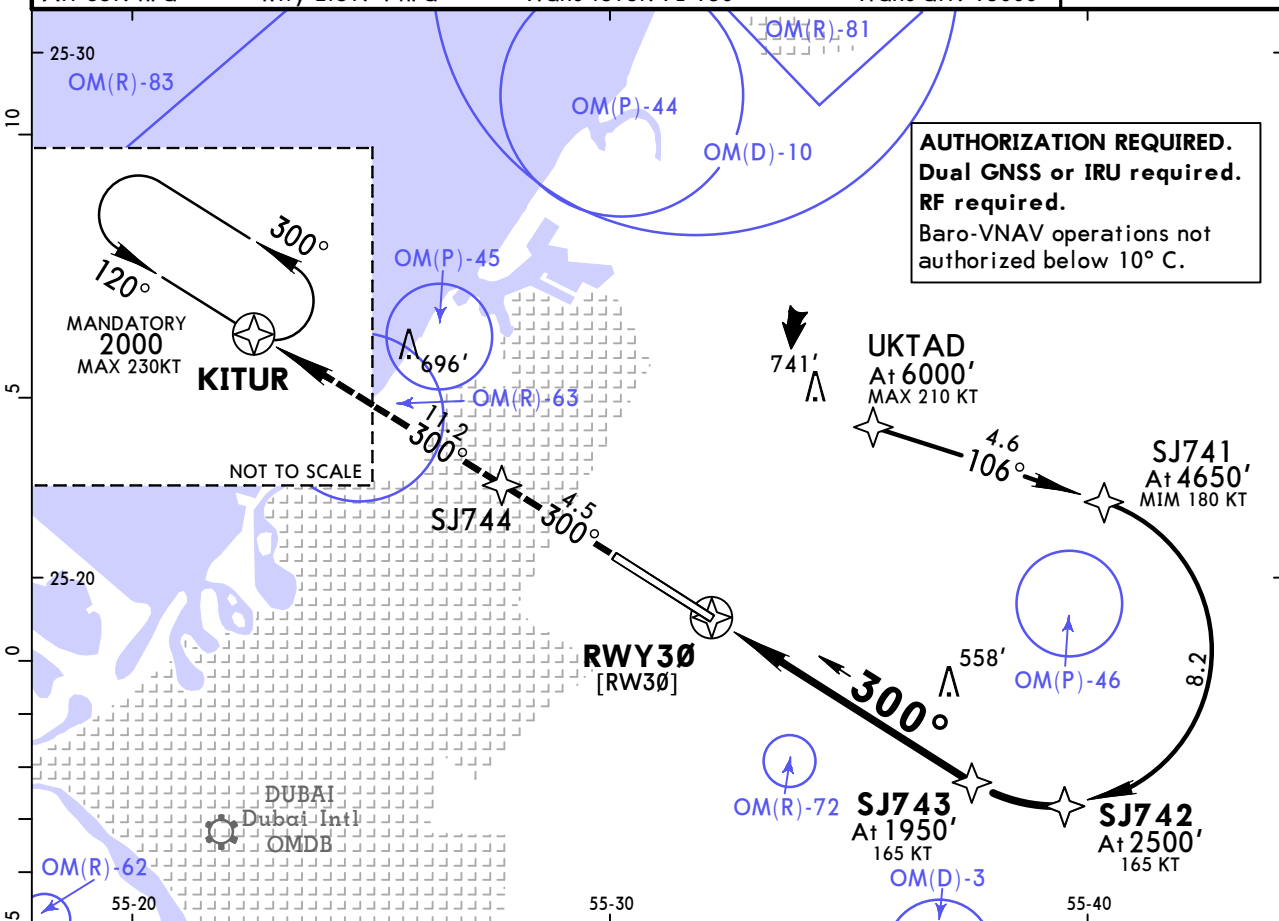 25-30
OM(R)-81
OM(R)-83
OM(P)-44
10
OM(D)-10
AUTHORIZATION REQUIRED.
Dual GNSS or IRU required.
RF required.
Baro-VNAV operations not
authorized below 10° C.
300°
120°
MANDATORY
2000
MAX 230KT
KITUR
NOT TO SCALE
OM(P)-45
696'
OM(R)-63
11.2
300°
741'
UKTAD
At 6000'
MAX 210 KT
5
4.6
106°
SJ741
At 4650'
MIM 180 KT
SJ744
4.5
300°
25-20
RWY3Ø
[RW3Ø]
0
558'
OM(P)-46
8.2
300°
OM(R)-72
SJ743
At 1950'
165 KT
SJ742
At 2500'
165 KT
DUBAI
Dubai Intl
OMDB
OM(R)-62
OM(D)-3
5
55-20
55-30
55-40